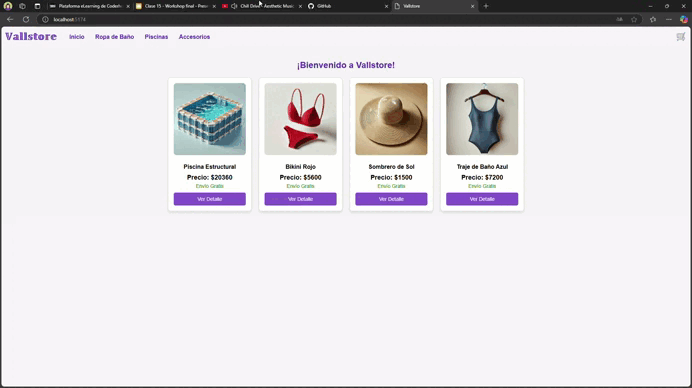 Plataforma eLearning de Coderho
Clase 15 - Workshop final - Prese
Chill Drive - Aesthetic Music
GitHub
Vallstore
localhost:5174
Vallstore
Inicio
Ropa de Baño
Piscinas
Accesorios
¡Bienvenido a Vallstore!
Piscina Estructural
Precio: $20360
Envío Gratis
Ver Detalle
Bikini Rojo
Precio: $5600
Envío Gratis
Ver Detalle
Sombrero de Sol
Precio: $1500
Envío Gratis
Ver Detalle
Traje de Baño Azul
Precio: $7200
Envío Gratis
Ver Detalle